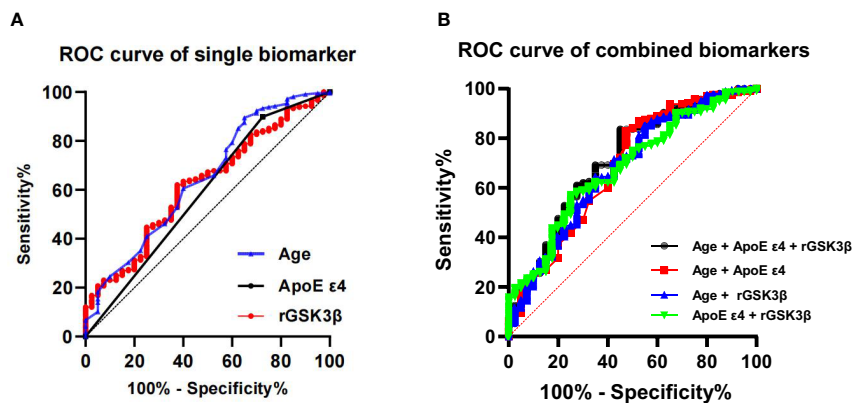 A
ROC curve of single biomarker
Sensitivity%
100
80
60
40
20
0
0 20 40 60 80 100
100% - Specificity%
Age
ApoE ε4
rGSK3β
B
ROC curve of combined biomarkers
Sensitivity%
100
80
60
40
20
0
0 20 40 60 80 100
100% - Specificity%
Age + ApoE ε4 + rGSK3β
Age + ApoE ε4
Age + rGSK3β
ApoE ε4 + rGSK3β